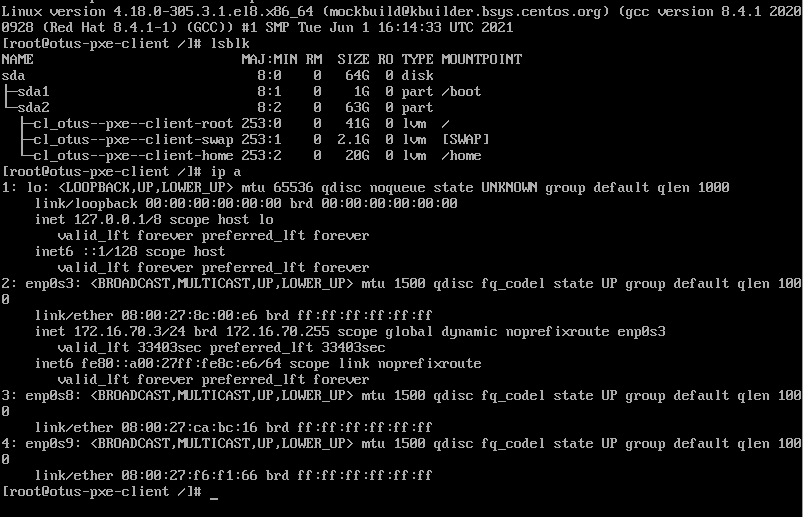 Linux version 4.18.0-305.3.1.el8.x86_64 (mockbuild@kbuilder.bsys.centos.org) (gcc version 8.4.1 2020
0928 (Red Hat 8.4.1-1) (GCC)) #1 SMP Tue Jun 1 16:14:33 UTC 2021
[root@otus-pxe-client /]# lsblk
NAME                         MAJ:MIN RM  SIZE RO TYPE MOUNTPOINT
sda                            8:0    0   64G  0 disk
├─sda1                         8:1    0    1G  0 part /boot
└─sda2                         8:2    0   63G  0 part
  ├─cl_otus--pxe--client-root 253:0    0   41G  0 lvm  /
  ├─cl_otus--pxe--client-swap 253:1    0  2.1G  0 lvm  [SWAP]
  └─cl_otus--pxe--client-home 253:2    0   20G  0 lvm  /home
[root@otus-pxe-client /]# ip a
1: lo: <LOOPBACK,UP,LOWER_UP> mtu 65536 qdisc noqueue state UNKNOWN group default qlen 1000
    link/loopback 00:00:00:00:00:00 brd 00:00:00:00:00:00
    inet 127.0.0.1/8 scope host lo
       valid_lft forever preferred_lft forever
    inet6 ::1/128 scope host
       valid_lft forever preferred_lft forever
2: enp0s3: <BROADCAST,MULTICAST,UP,LOWER_UP> mtu 1500 qdisc fq_codel state UP group default qlen 100
0
    link/ether 08:00:27:8c:00:e6 brd ff:ff:ff:ff:ff:ff
    inet 172.16.70.3/24 brd 172.16.70.255 scope global dynamic noprefixroute enp0s3
       valid_lft 33403sec preferred_lft 33403sec
    inet6 fe80::a00:27ff:fe8c:e6/64 scope link noprefixroute
       valid_lft forever preferred_lft forever
3: enp0s8: <BROADCAST,MULTICAST,UP,LOWER_UP> mtu 1500 qdisc fq_codel state UP group default qlen 100
0
    link/ether 08:00:27:ca:bc:16 brd ff:ff:ff:ff:ff:ff
4: enp0s9: <BROADCAST,MULTICAST,UP,LOWER_UP> mtu 1500 qdisc fq_codel state UP group default qlen 100
0
    link/ether 08:00:27:f6:f1:66 brd ff:ff:ff:ff:ff:ff
[root@otus-pxe-client /]# _